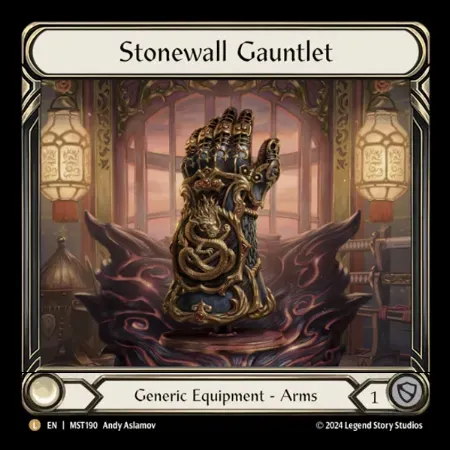 Stonewall Gauntlet
Generic Equipment - Arms
1
L EN | MST190 Andy Aslamov © 2024 Legend Story Studios